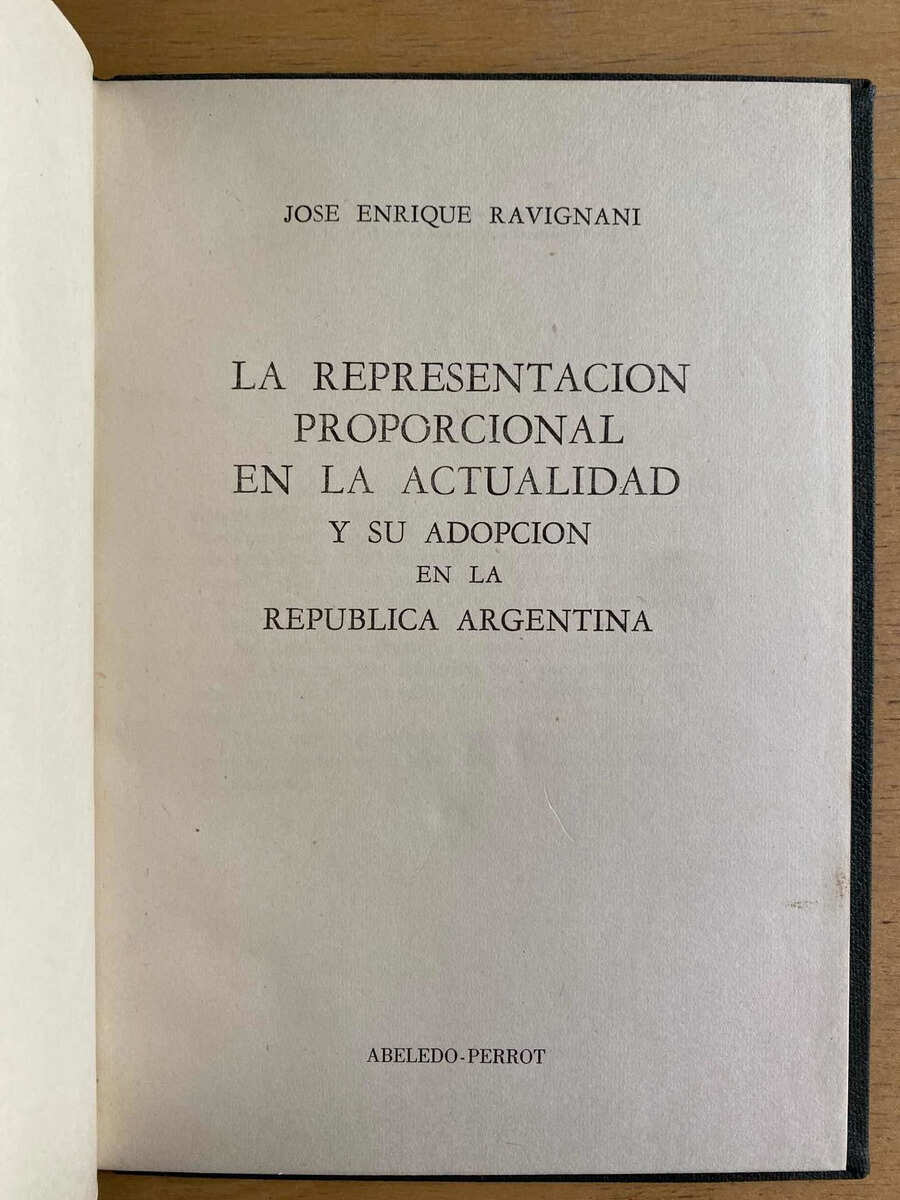 JOSE ENRIQUE RAVIGNANI
LA REPRESENTACION
PROPORCIONAL
EN LA ACTUALIDAD
Y SU ADOPCION
EN LA
REPUBLICA ARGENTINA
ABELEDO-PERROT